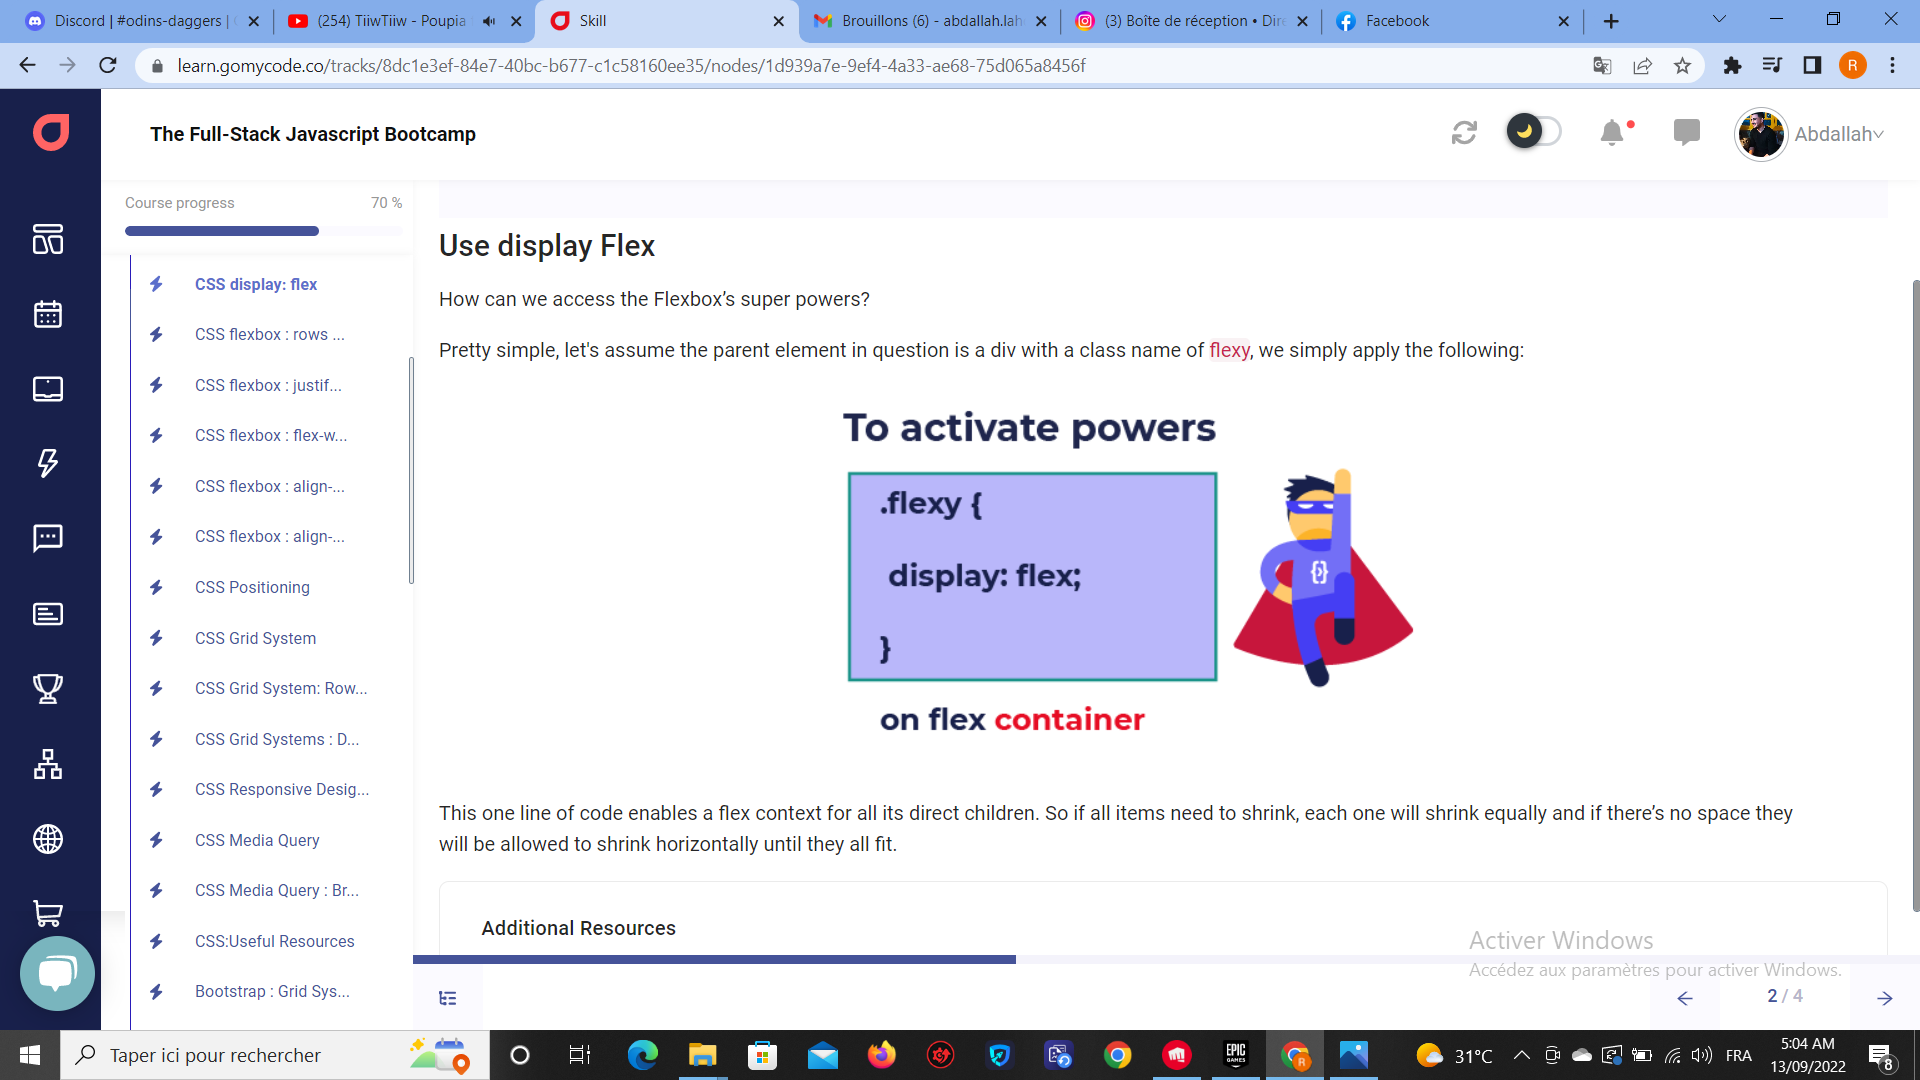 Discord | #odins-daggers |
(254) TiiwTiiw - Poupia
Skill
Brouillons (6) - abdallah.lah
(3) Boîte de réception • Dire
Facebook
learn.gomycode.co/tracks/8dc1e3ef-84e7-40bc-b677-c1c58160ee35/nodes/1d939a7e-9ef4-4a33-ae68-75d065a8456f
R
The Full-Stack Javascript Bootcamp
Abdallah
Course progress
70 %
CSS display: flex
CSS flexbox : rows ...
CSS flexbox : justif...
CSS flexbox : flex-w...
CSS flexbox : align-...
CSS flexbox : align-...
CSS Positioning
CSS Grid System
CSS Grid System: Row...
CSS Grid Systems : D...
CSS Responsive Desig...
CSS Media Query
CSS Media Query : Br...
CSS:Useful Resources
Bootstrap : Grid Sys...
Use display Flex
How can we access the Flexbox’s super powers?
Pretty simple, let's assume the parent element in question is a div with a class name of flexy, we simply apply the following:
To activate powers
.flexy {
display: flex;
}
{}
on flex container
This one line of code enables a flex context for all its direct children. So if all items need to shrink, each one will shrink equally and if there’s no space they
will be allowed to shrink horizontally until they all fit.
Additional Resources
Activer Windows
Accédez aux paramètres pour activer Windows.
2 / 4
Taper ici pour rechercher
EPIC
GAMES
R
31°C
FRA
5:04 AM
13/09/2022
8